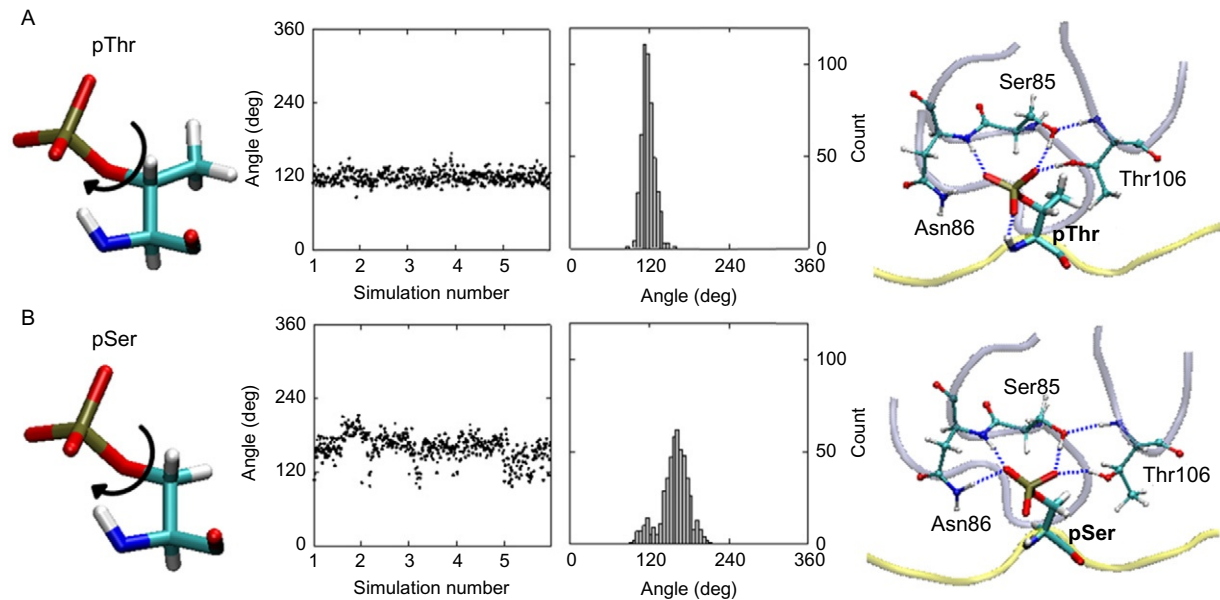 A
pThr
360
240
120
0
Angle (deg)
1 2 3 4 5
Simulation number
100
50
0
Count
0 120 240 360
Angle (deg)
Ser85
Thr106
Asn86
pThr
B
pSer
360
240
120
0
Angle (deg)
1 2 3 4 5
Simulation number
100
50
0
Count
0 120 240 360
Angle (deg)
Ser85
Thr106
Asn86
pSer